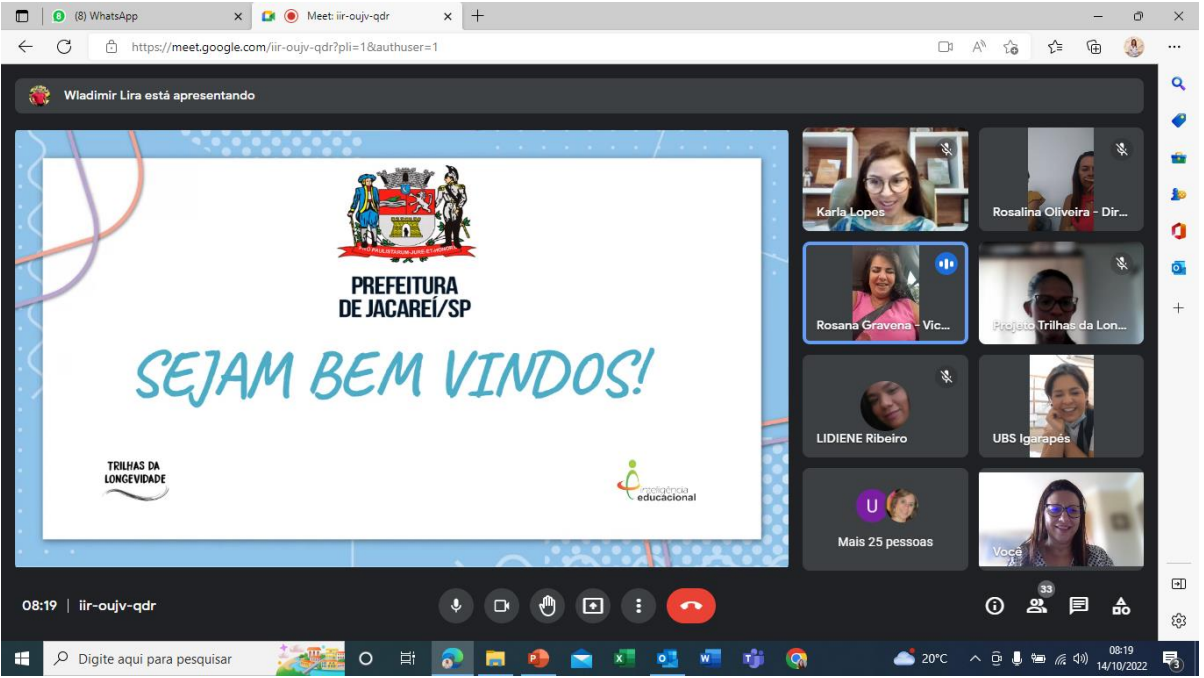 (8) WhatsApp
Meet: iir-oujv-qdr
https://meet.google.com/iir-oujv-qdr?pli=1&authuser=1
Wladimir Lira está apresentando
PREFEITURA
DE JACAREÍ/SP
SEJAM BEM VINDOS!
TRILHAS DA
LONGEVIDADE
inteligência
educacional
Karla Lopes
Rosalina Oliveira - Dir...
Rosana Gravena - Vic...
Projeto Trilhas da Lon...
LIDIENE Ribeiro
UBS Igarapés
U
Mais 25 pessoas
Você
08:19 | iir-oujv-qdr
33
Digite aqui para pesquisar
20°C
08:19
14/10/2022
3